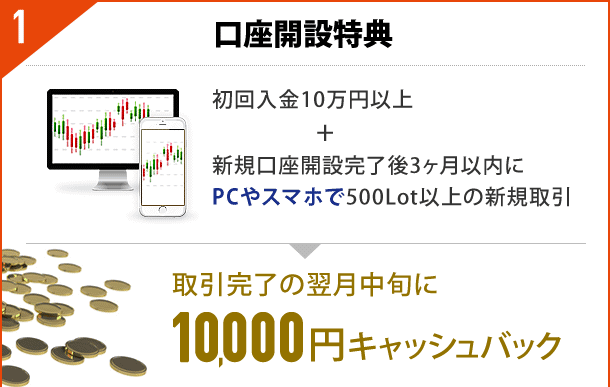 1
口座開設特典
初回入金10万円以上
+
新規口座開設完了後3ヶ月以内に
PCやスマホで500Lot以上の新規取引
取引完了の翌月中旬に
10,000円キャッシュバック